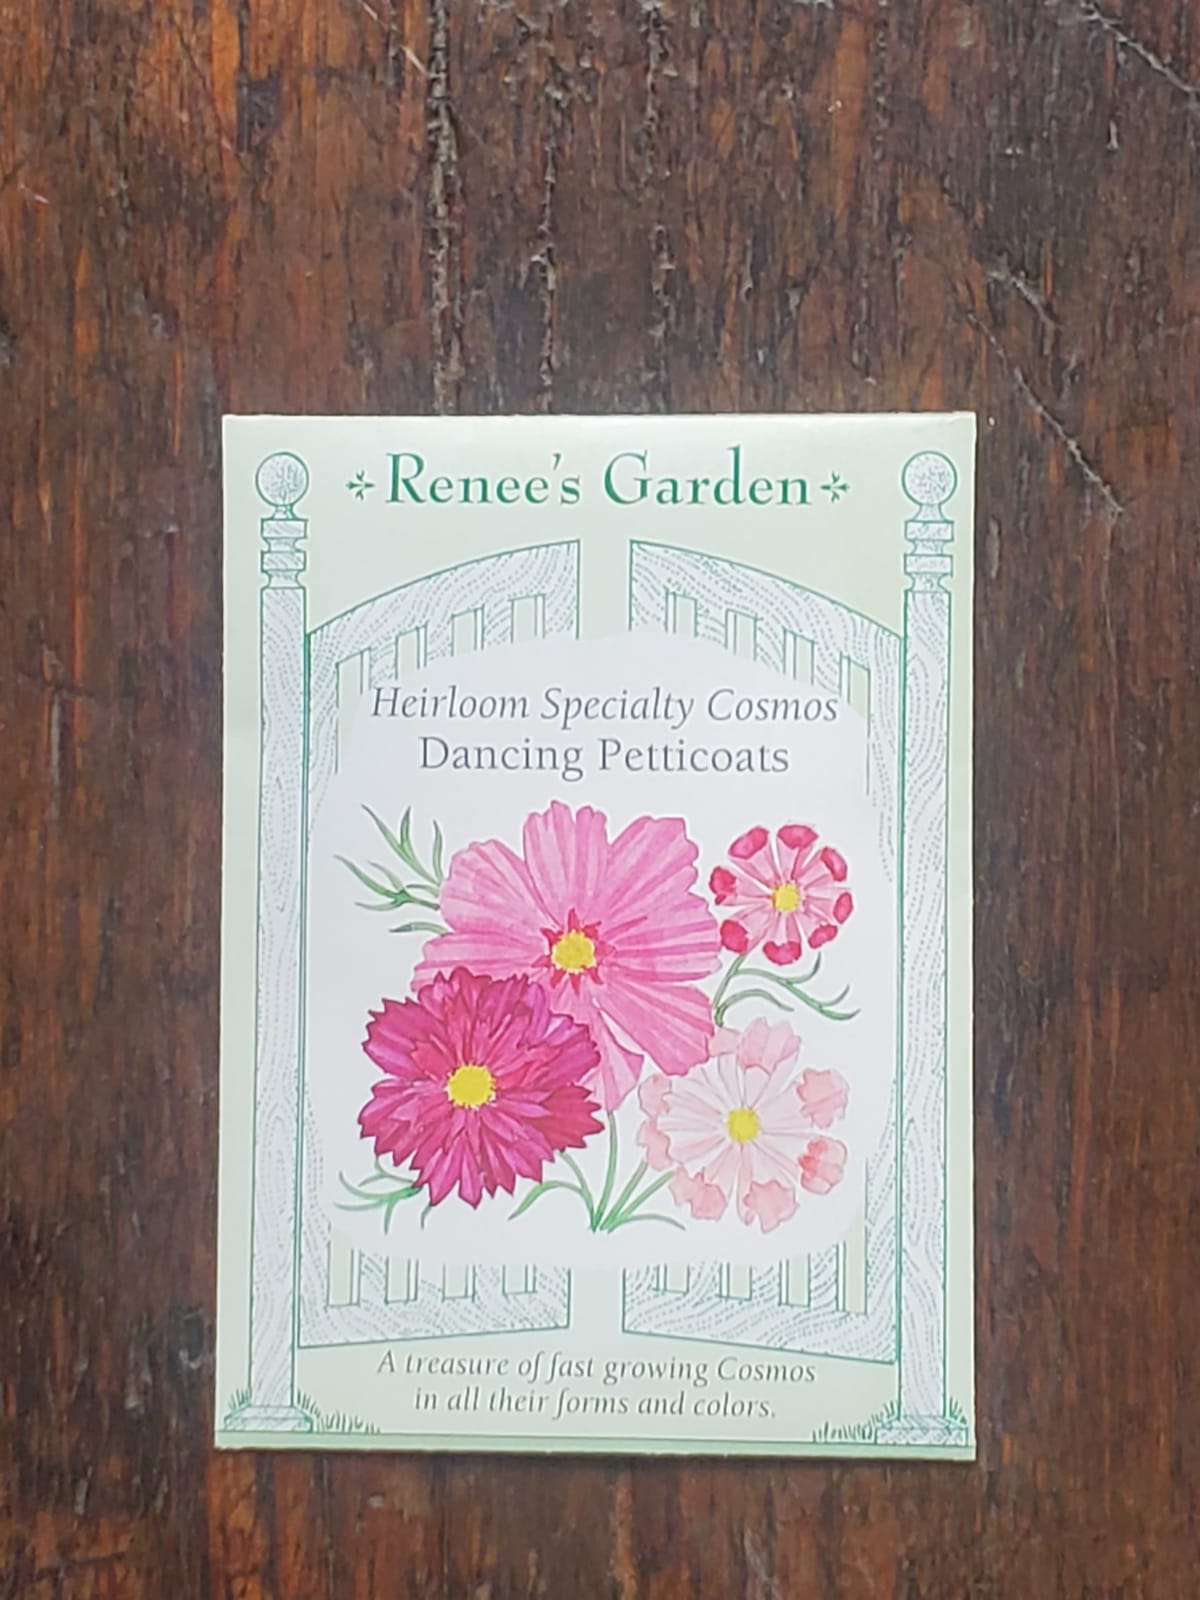 Renee's Garden
Heirloom Specialty Cosmos
Dancing Petticoats
A treasure of fast growing Cosmos
in all their forms and colors.